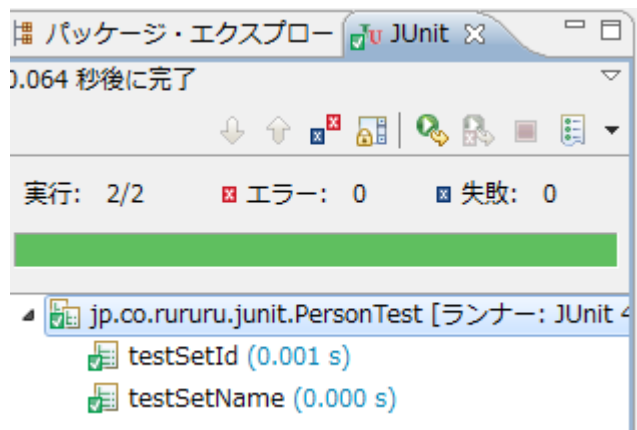 パッケージ・エクスプロー JUnit
0.064 秒後に完了
実行: 2/2 エラー: 0 失敗: 0
jp.co.rururu.junit.PersonTest [ランナー: JUnit 4
testSetId (0.001 s)
testSetName (0.000 s)